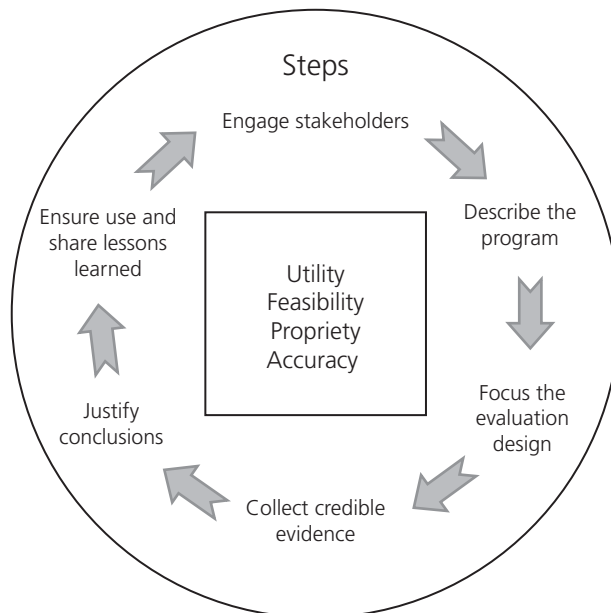 Steps
Engage stakeholders
Describe the
program
Focus the
evaluation
design
Collect credible
evidence
Justify
conclusions
Ensure use and
share lessons
learned
Utility
Feasibility
Propriety
Accuracy